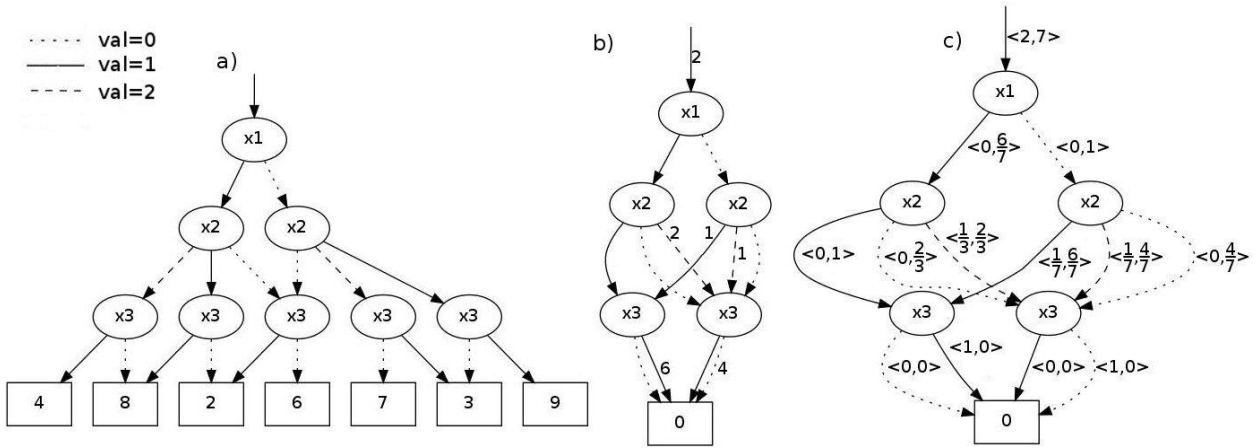 val=0
val=1
val=2
a)
x1
x2 x2
x3 x3 x3 x3 x3
4 8 2 6 7 3 9
b)
2
x1
x2 x2
2 1
1
x3 x3
6 4
0
c)
<2,7>
x1
<0,6/7> <0,1>
x2 x2
<0,1> <0,2/3> <1/3,2/3> <1/7,6/7> <1/7,4/7> <0,4/7>
x3 x3
<0,0> <1,0> <0,0> <1,0>
0